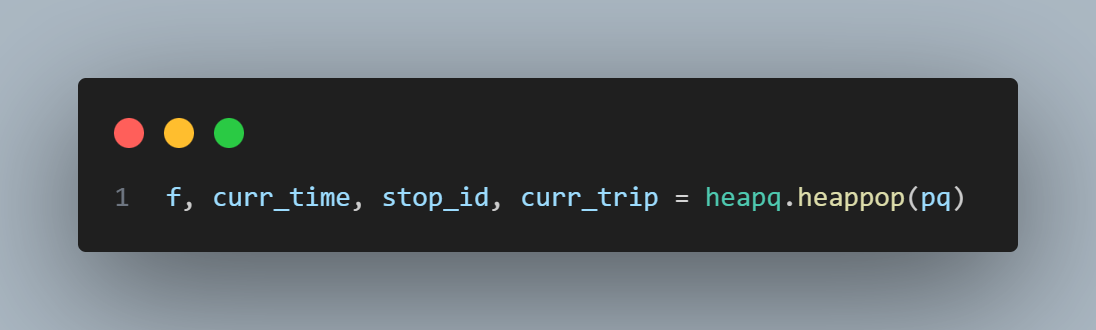 1 f, curr_time, stop_id, curr_trip = heapq.heappop(pq)